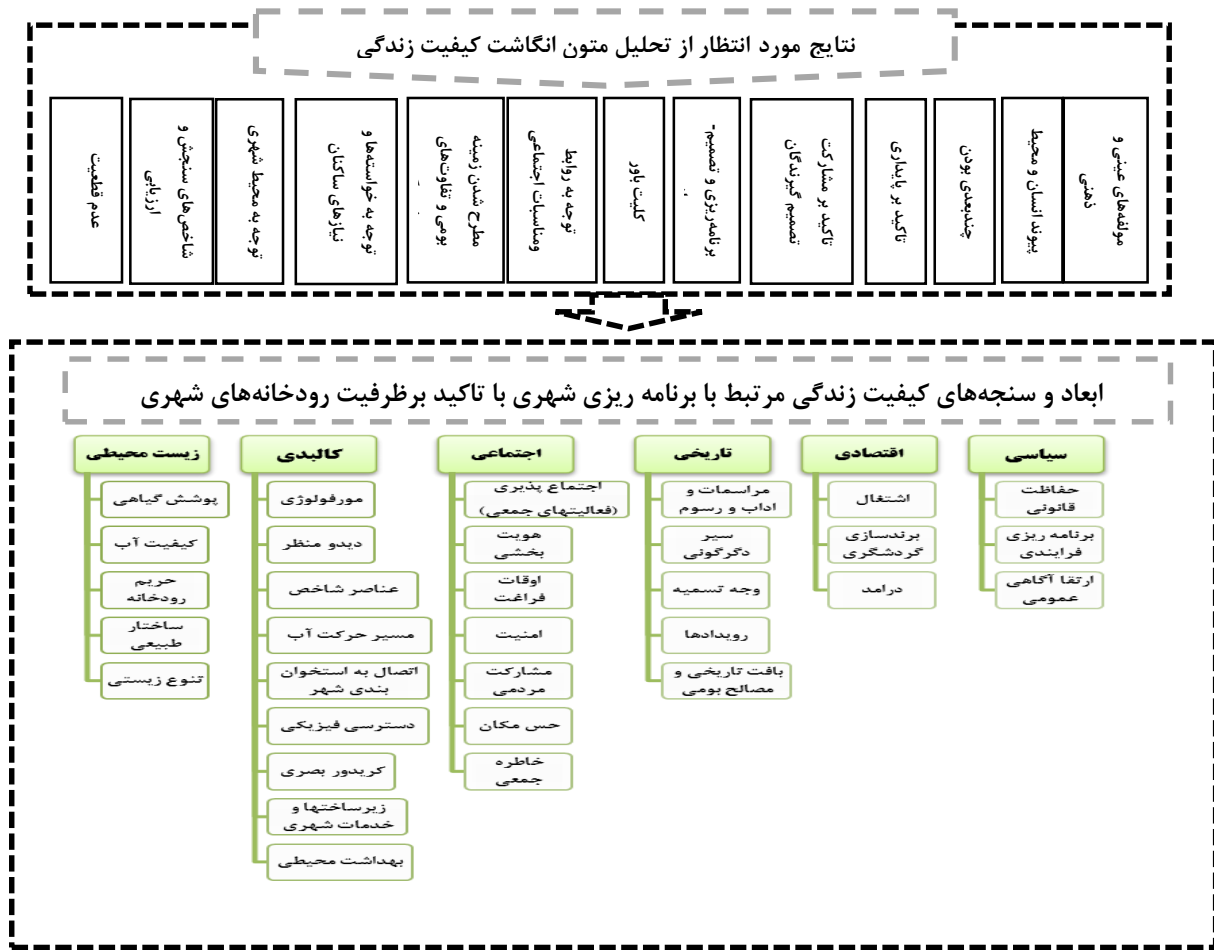 نتایج مورد انتظار از تحلیل متون انگاشت کیفیت زندگی
مولفه‌های عینی و
ذهنی
پیوند انسان و محیط
چندبعدی بودن
تاکید بر پایداری
تاکید بر مشارکت
تصمیم گیرندگان
برنامه‌ریزی و تصمیم-
کلیت باور
توجه به روابط
ومناسبات اجتماعی
مطرح شدن زمینه
بومی و تفاوت‌های
توجه به خواسته‌ها و
نیازهای ساکنان
توجه به محیط شهری
شاخص‌های سنجش و
ارزیابی
عدم قطعیت
ابعاد و سنجه‌های کیفیت زندگی مرتبط با برنامه ریزی شهری با تاکید برظرفیت رودخانه‌های شهری
سیاسی
حفاظت
قانونی
برنامه ریزی
فرایندی
ارتقا آگاهی
عمومی
اقتصادی
اشتغال
برندسازی
گردشگری
درامد
تاریخی
مراسمات و
اداب و رسوم
سیر
دگرگونی
وجه تسمیه
رویدادها
بافت تاریخی و
مصالح بومی
اجتماعی
اجتماع پذیری
(فعالیتهای جمعی)
هویت
بخشی
اوقات
فراغت
امنیت
مشارکت
مردمی
حس مکان
خاطره
جمعی
کالبدی
مورفولوژی
دیدو منظر
عناصر شاخص
مسیر حرکت آب
اتصال به استخوان
بندی شهر
دسترسی فیزیکی
کریدور بصری
زیرساختها و
خدمات شهری
بهداشت محیطی
زیست محیطی
پوشش گیاهی
کیفیت آب
حریم
رودخانه
ساختار
طبیعی
تنوع زیستی